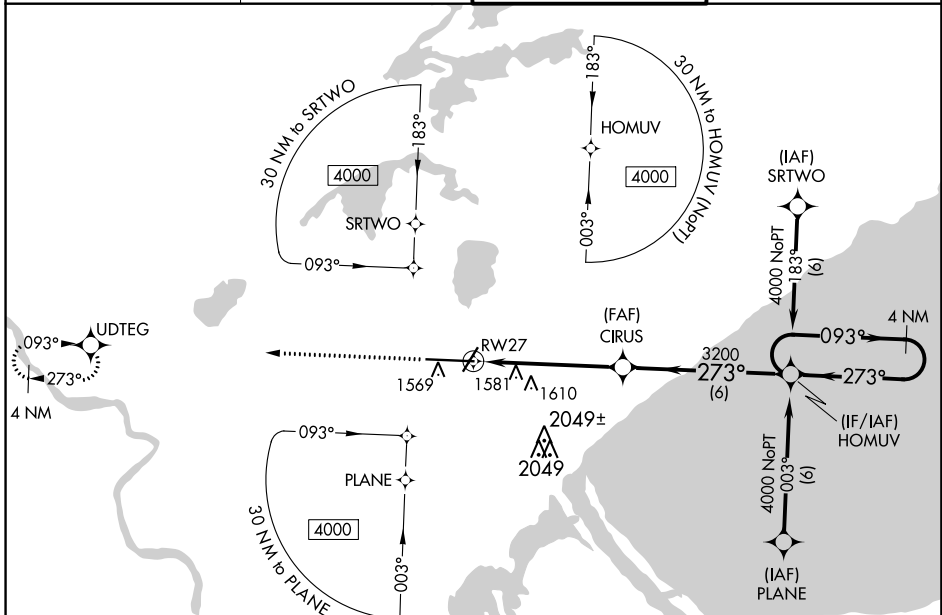 30 NM to SRTWO
183°
4000
SRTWO
093°
183°
HOMUV
30 NM to HOMUV (NoPT)
4000
003°
(IAF)
SRTWO
4000 NoPT
183°
(6)
4 NM
093°
273°
(IF/IAF)
HOMUV
UDTEG
093°
273°
4 NM
(FAF)
CIRUS
RW27
3200
273°
(6)
1569
1581
1610
2049±
2049
093°
PLANE
4000
30 NM to PLANE
003°
4000 NoPT
003°
(6)
(IAF)
PLANE